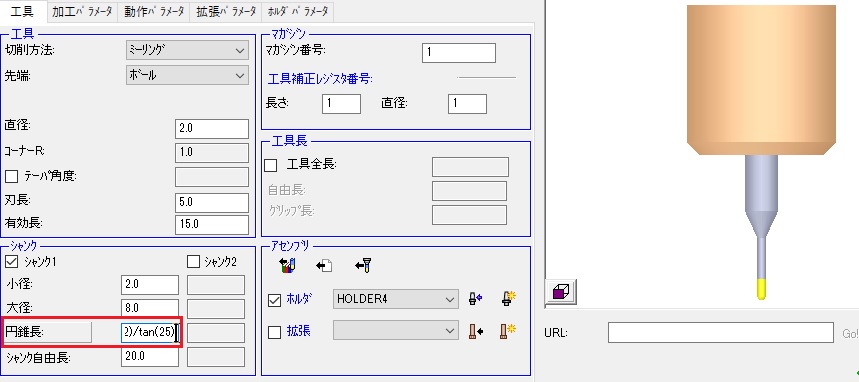 工具 加工ﾊﾟﾗﾒｰﾀ 動作ﾊﾟﾗﾒｰﾀ 拡張ﾊﾟﾗﾒｰﾀ ﾎﾙﾀﾞﾊﾟﾗﾒｰﾀ
工具
切削方法: ﾐｰﾘﾝｸﾞ
先端: ﾎﾞｰﾙ
直径: 2.0
ｺｰﾅｰR: 1.0
ﾃｰﾊﾟ角度:
刃長: 5.0
有効長: 15.0
ｼｬﾝｸ
ｼｬﾝｸ1 ｼｬﾝｸ2
小径: 2.0
大径: 8.0
円錐長: 2)/tan(25)
ｼｬﾝｸ自由長: 20.0
ﾏｶﾞｼﾞﾝ
ﾏｶﾞｼﾞﾝ番号: 1
工具補正ﾚｼﾞｽﾀ番号:
長さ: 1 直径: 1
工具長
工具全長:
自由長:
ｸﾞﾘｯﾌﾟ長:
ｱｾﾝﾌﾞﾘ
ﾎﾙﾀﾞ HOLDER4
拡張
URL: Go!